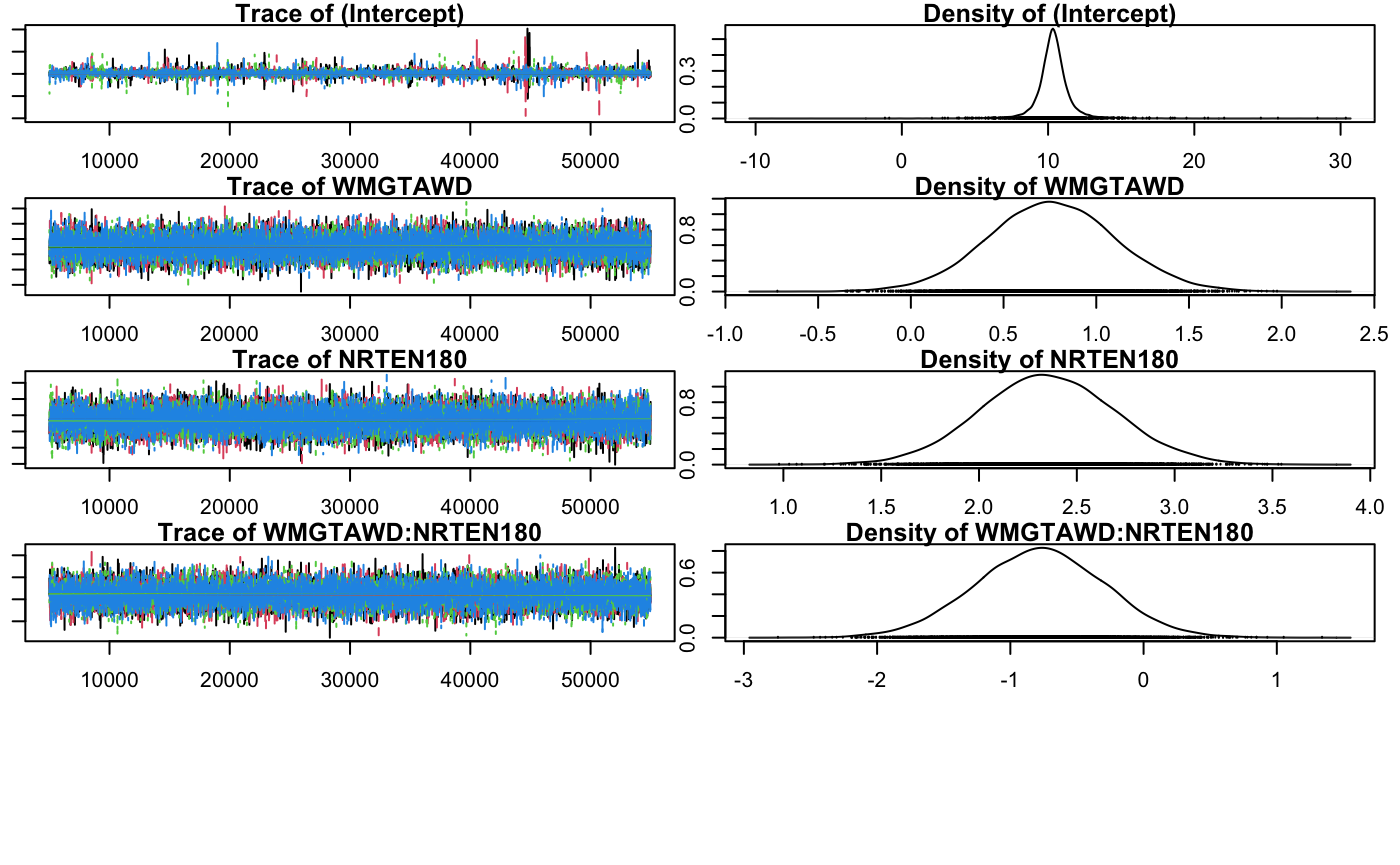 Trace of (Intercept) Density of (Intercept)
0.0 0.3
10000 20000 30000 40000 50000 -10 0 10 20 30
Trace of WMGTAWD Density of WMGTAWD
0.0 0.8
10000 20000 30000 40000 50000 -1.0 -0.5 0.0 0.5 1.0 1.5 2.0 2.5
Trace of NRTEN180 Density of NRTEN180
0.0 0.8
10000 20000 30000 40000 50000 1.0 1.5 2.0 2.5 3.0 3.5 4.0
Trace of WMGTAWD:NRTEN180 Density of WMGTAWD:NRTEN180
0.0 0.6
10000 20000 30000 40000 50000 -3 -2 -1 0 1